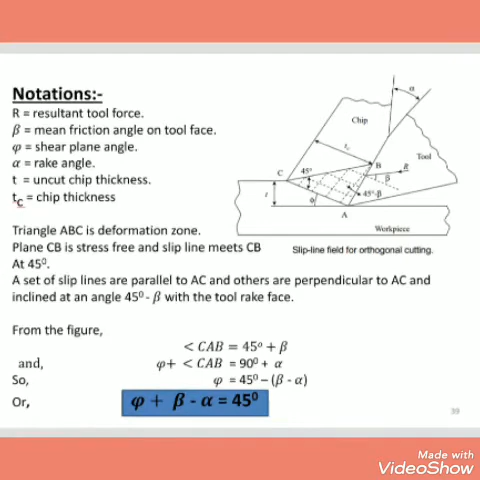 Notations:-
R = resultant tool force.
β = mean friction angle on tool face.
φ = shear plane angle.
α = rake angle.
t = uncut chip thickness.
tc = chip thickness
α
Chip
tc
Tool
C
45°
B
R
β
t
45°-β
ϕ
A
Workpiece
Slip-line field for orthogonal cutting.
Triangle ABC is deformation zone.
Plane CB is stress free and slip line meets CB
At 45⁰.
A set of slip lines are parallel to AC and others are perpendicular to AC and
inclined at an angle 45⁰ - β with the tool rake face.
From the figure,
< CAB = 45⁰ + β
and, φ+ < CAB = 90⁰ + α
So, φ = 45⁰ – (β - α)
Or, φ + β - α = 45⁰
39
Made with
VideoShow